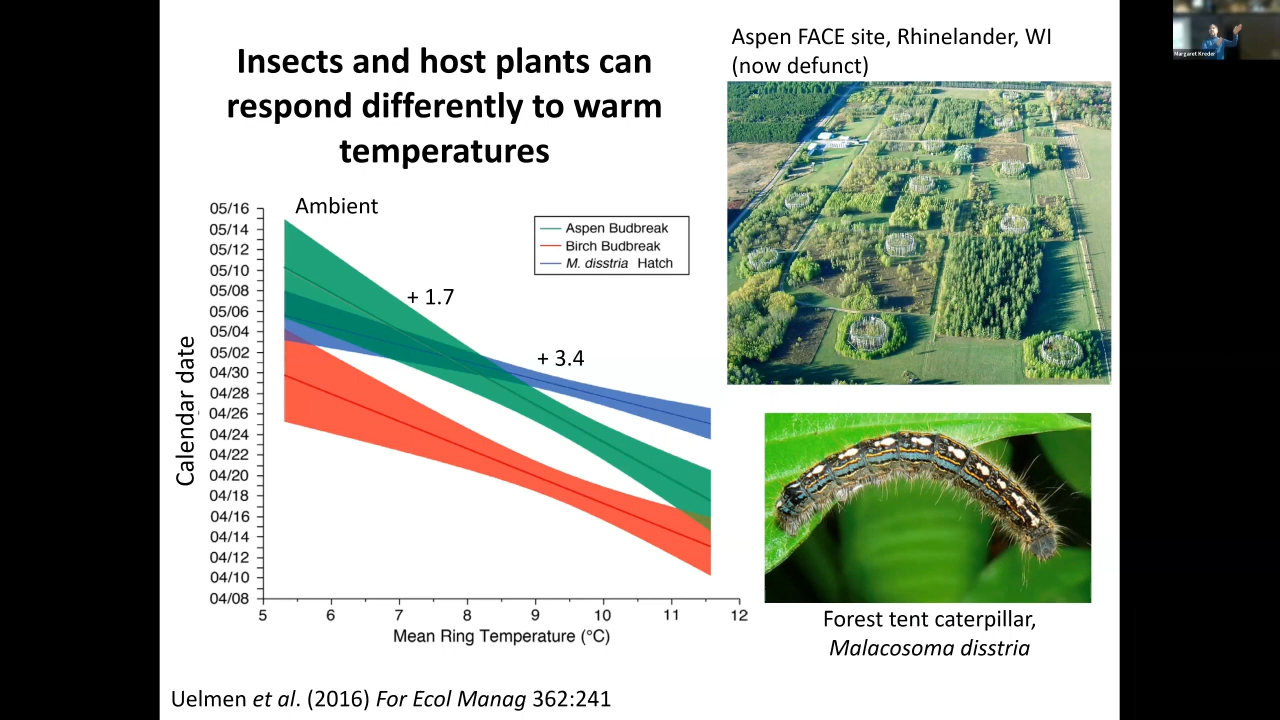 Insects and host plants can
respond differently to warm
temperatures
Aspen FACE site, Rhinelander, WI
(now defunct)
Margaret Kreder
Ambient
+ 1.7
+ 3.4
Aspen Budbreak
Birch Budbreak
M. disstria Hatch
Calendar date
05/16
05/14
05/12
05/10
05/08
05/06
05/04
05/02
04/30
04/28
04/26
04/24
04/22
04/20
04/18
04/16
04/14
04/12
04/10
04/08
5 6 7 8 9 10 11 12
Mean Ring Temperature (°C)
Forest tent caterpillar,
Malacosoma disstria
Uelmen et al. (2016) For Ecol Manag 362:241